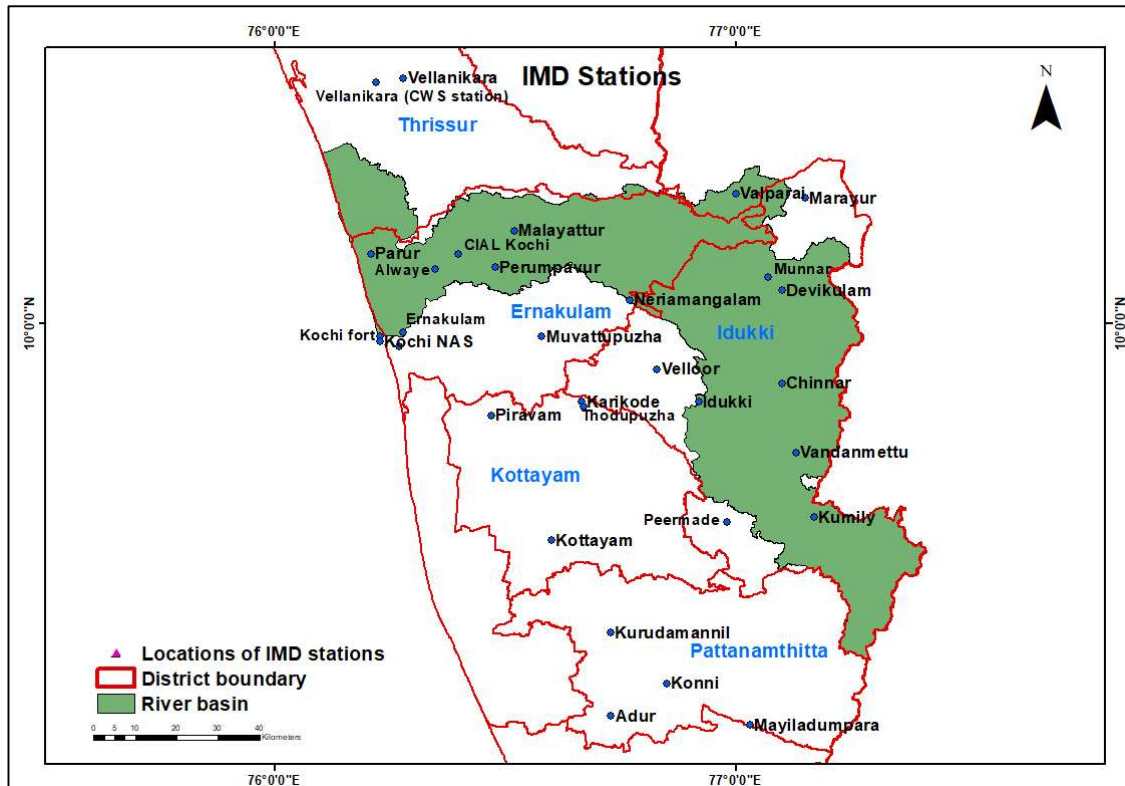 76°0'0"E
77°0'0"E
IMD Stations
N
Vellanikara
Vellanikara (CWS station)
Thrissur
Valparai
Marayur
Malayattur
Parur
CIAL Kochi
Alwaye
Perumpavur
Munnar
Devikulam
Neriamangalam
10°0'0"N
10°0'0"N
Ernakulam
Ernakulam
Kochi fort
Kochi NAS
Muvattupuzha
Idukki
Velloor
Chinnar
Karikode
Idukki
Piravam
Thodupuzha
Vandanmettu
Kottayam
Peermade
Kumily
Kottayam
Kurudamannil
Pattanamthitta
Konni
Adur
Mayiladumpara
Locations of IMD stations
District boundary
River basin
0 5 10 20 30 40
Kilometers
76°0'0"E
77°0'0"E